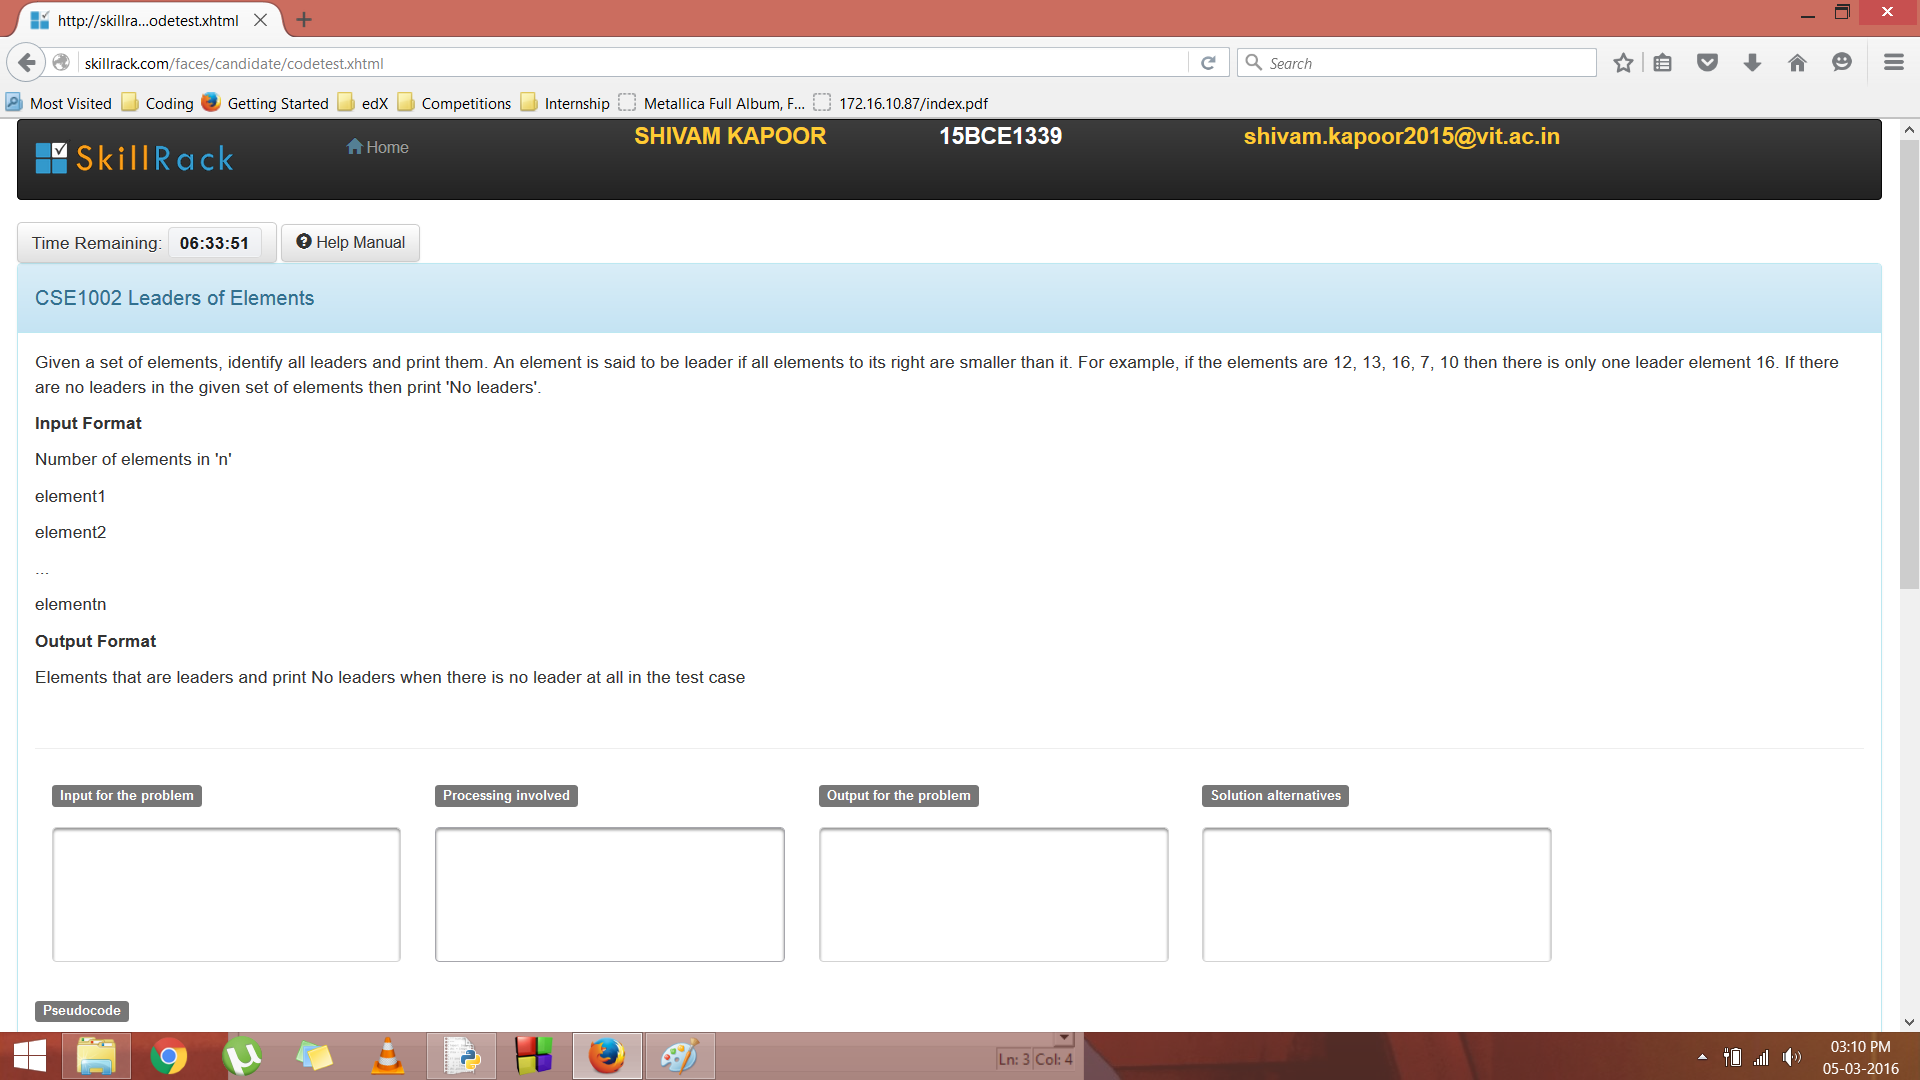 http://skillra...odetest.xhtml
skillrack.com/faces/candidate/codetest.xhtml
Search
Most Visited Coding Getting Started edX Competitions Internship Metallica Full Album, F... 172.16.10.87/index.pdf
SkillRack Home SHIVAM KAPOOR 15BCE1339 shivam.kapoor2015@vit.ac.in
Time Remaining: 06:33:51 Help Manual
CSE1002 Leaders of Elements
Given a set of elements, identify all leaders and print them. An element is said to be leader if all elements to its right are smaller than it. For example, if the elements are 12, 13, 16, 7, 10 then there is only one leader element 16. If there
are no leaders in the given set of elements then print 'No leaders'.
Input Format
Number of elements in 'n'
element1
element2
...
elementn
Output Format
Elements that are leaders and print No leaders when there is no leader at all in the test case
Input for the problem Processing involved Output for the problem Solution alternatives
Pseudocode
Ln: 3 Col: 4
03:10 PM
05-03-2016